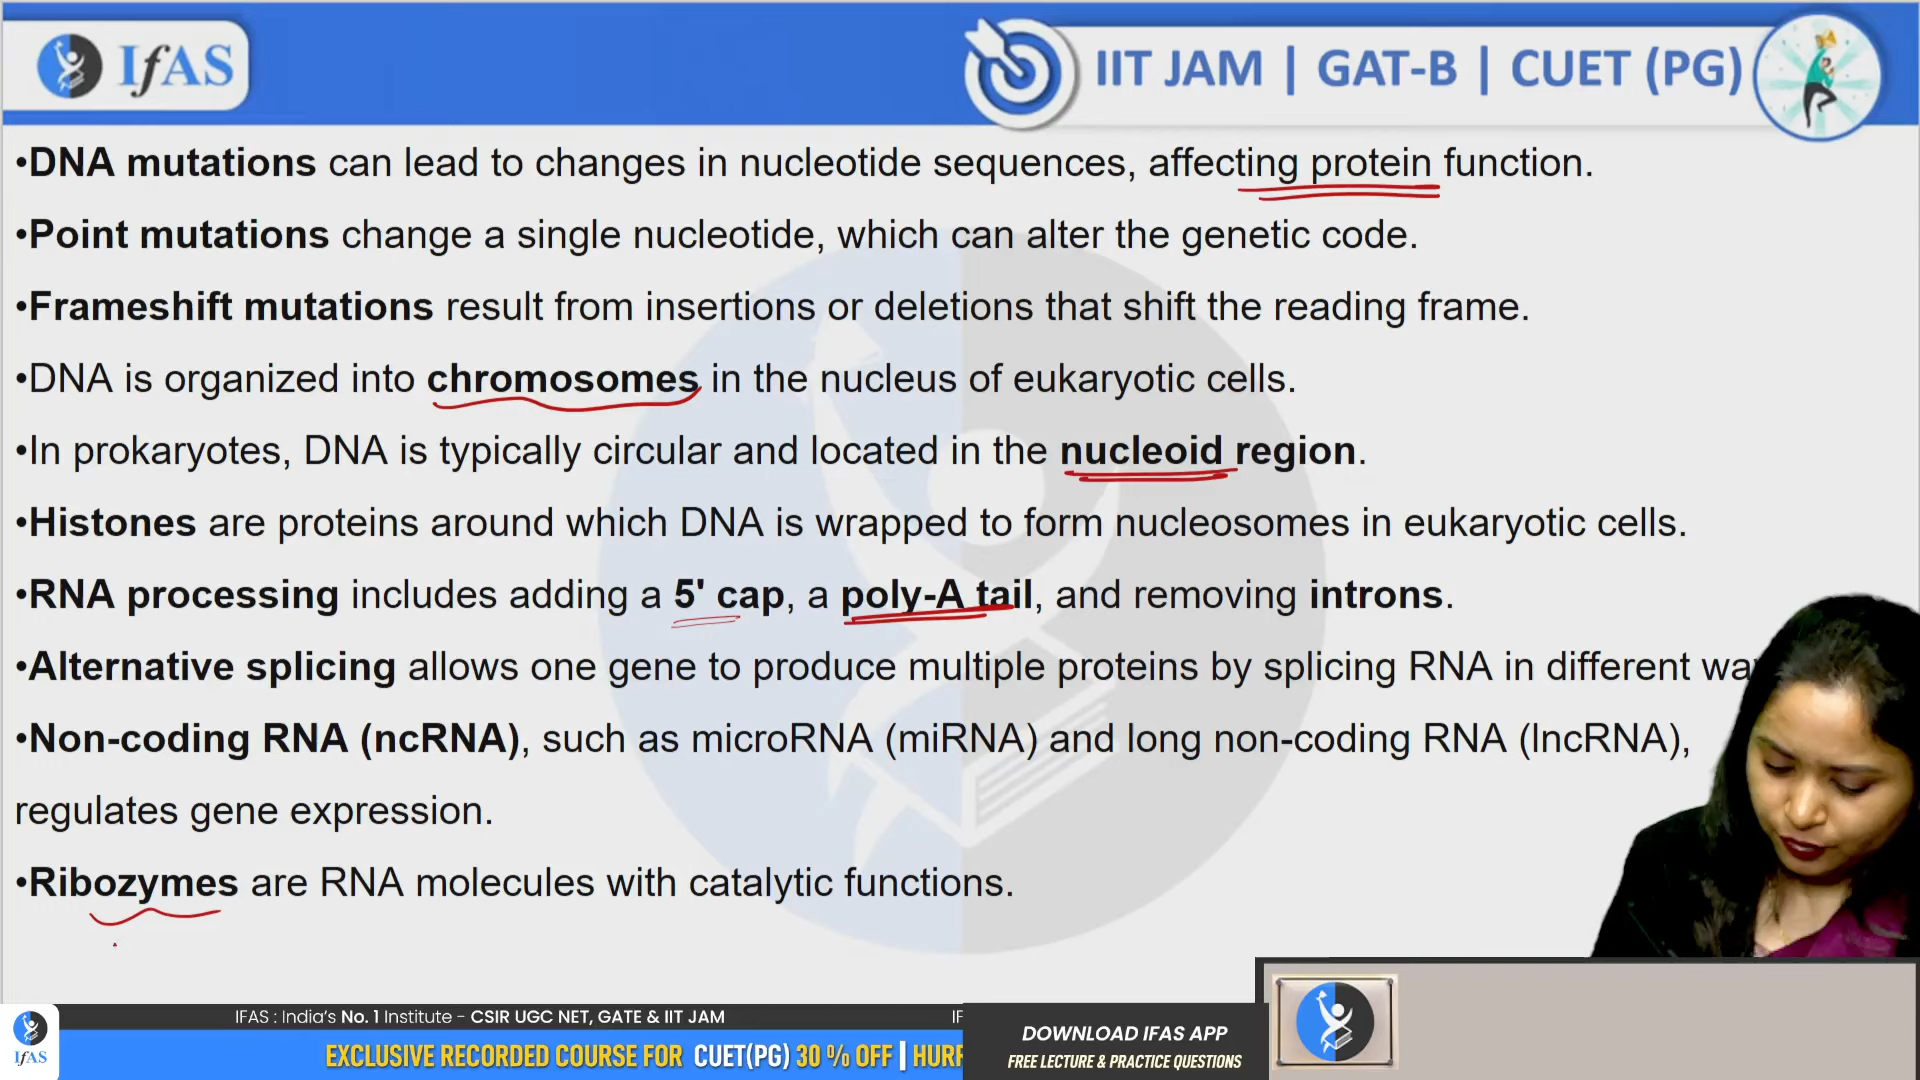 IfAS
IIT JAM | GAT-B | CUET (PG)
•DNA mutations can lead to changes in nucleotide sequences, affecting protein function.
•Point mutations change a single nucleotide, which can alter the genetic code.
•Frameshift mutations result from insertions or deletions that shift the reading frame.
•DNA is organized into chromosomes in the nucleus of eukaryotic cells.
•In prokaryotes, DNA is typically circular and located in the nucleoid region.
•Histones are proteins around which DNA is wrapped to form nucleosomes in eukaryotic cells.
•RNA processing includes adding a 5' cap, a poly-A tail, and removing introns.
•Alternative splicing allows one gene to produce multiple proteins by splicing RNA in different
•Non-coding RNA (ncRNA), such as microRNA (miRNA) and long non-coding RNA (lncRNA),
regulates gene expression.
•Ribozymes are RNA molecules with catalytic functions.
IFAS : India's No. 1 Institute - CSIR UGC NET, GATE & IIT JAM
IfAS
EXCLUSIVE RECORDED COURSE FOR CUET(PG) 30 % OFF |
DOWNLOAD IFAS APP
FREE LECTURE & PRACTICE QUESTIONS